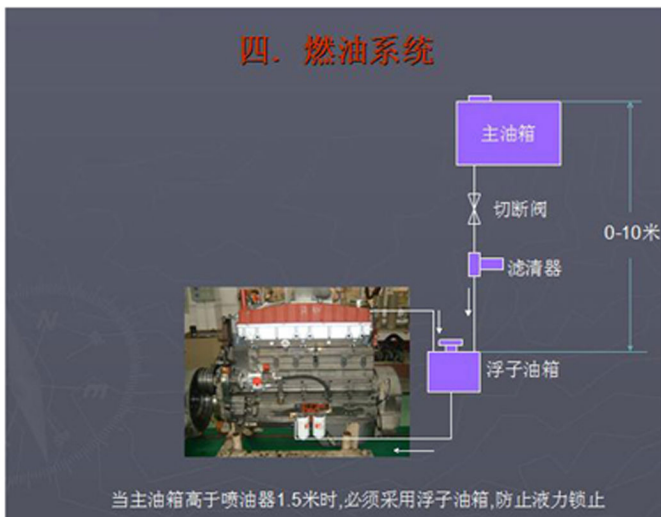 四．燃油系统
主油箱
切断阀
0-10米
滤清器
浮子油箱
当主油箱高于喷油器1.5米时,必须采用浮子油箱,防止液力锁止